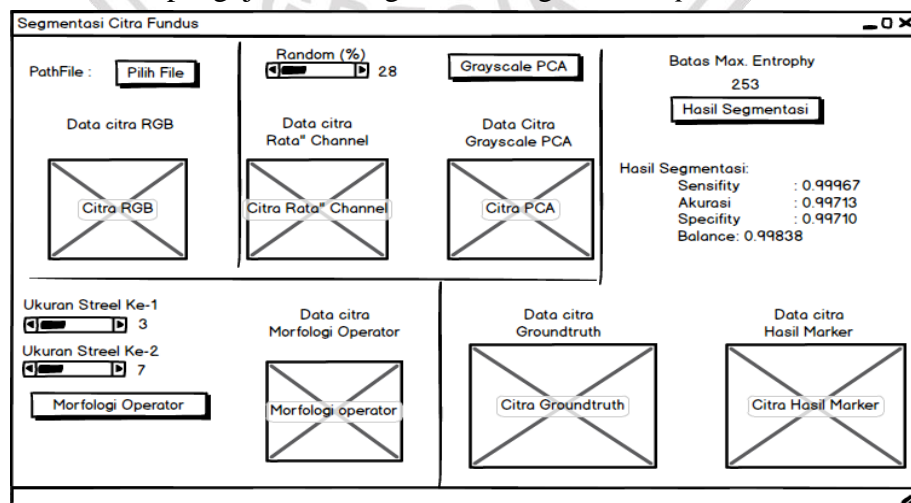 Segmentasi Citra Fundus
PathFile :
Pilih File
Random (%)
28
Grayscale PCA
Batas Max. Entrophy
253
Hasil Segmentasi
Data citra RGB
Citra RGB
Data citra
Rata" Channel
Citra Rata" Channel
Data Citra
Grayscale PCA
Citra PCA
Hasil Segmentasi:
Sensifity : 0.99967
Akurasi : 0.99713
Specifity : 0.99710
Balance: 0.99838
Ukuran Streel Ke-1
3
Ukuran Streel Ke-2
7
Morfologi Operator
Data citra
Morfologi Operator
Morfologi operator
Data citra
Groundtruth
Citra Groundtruth
Data citra
Hasil Marker
Citra Hasil Marker